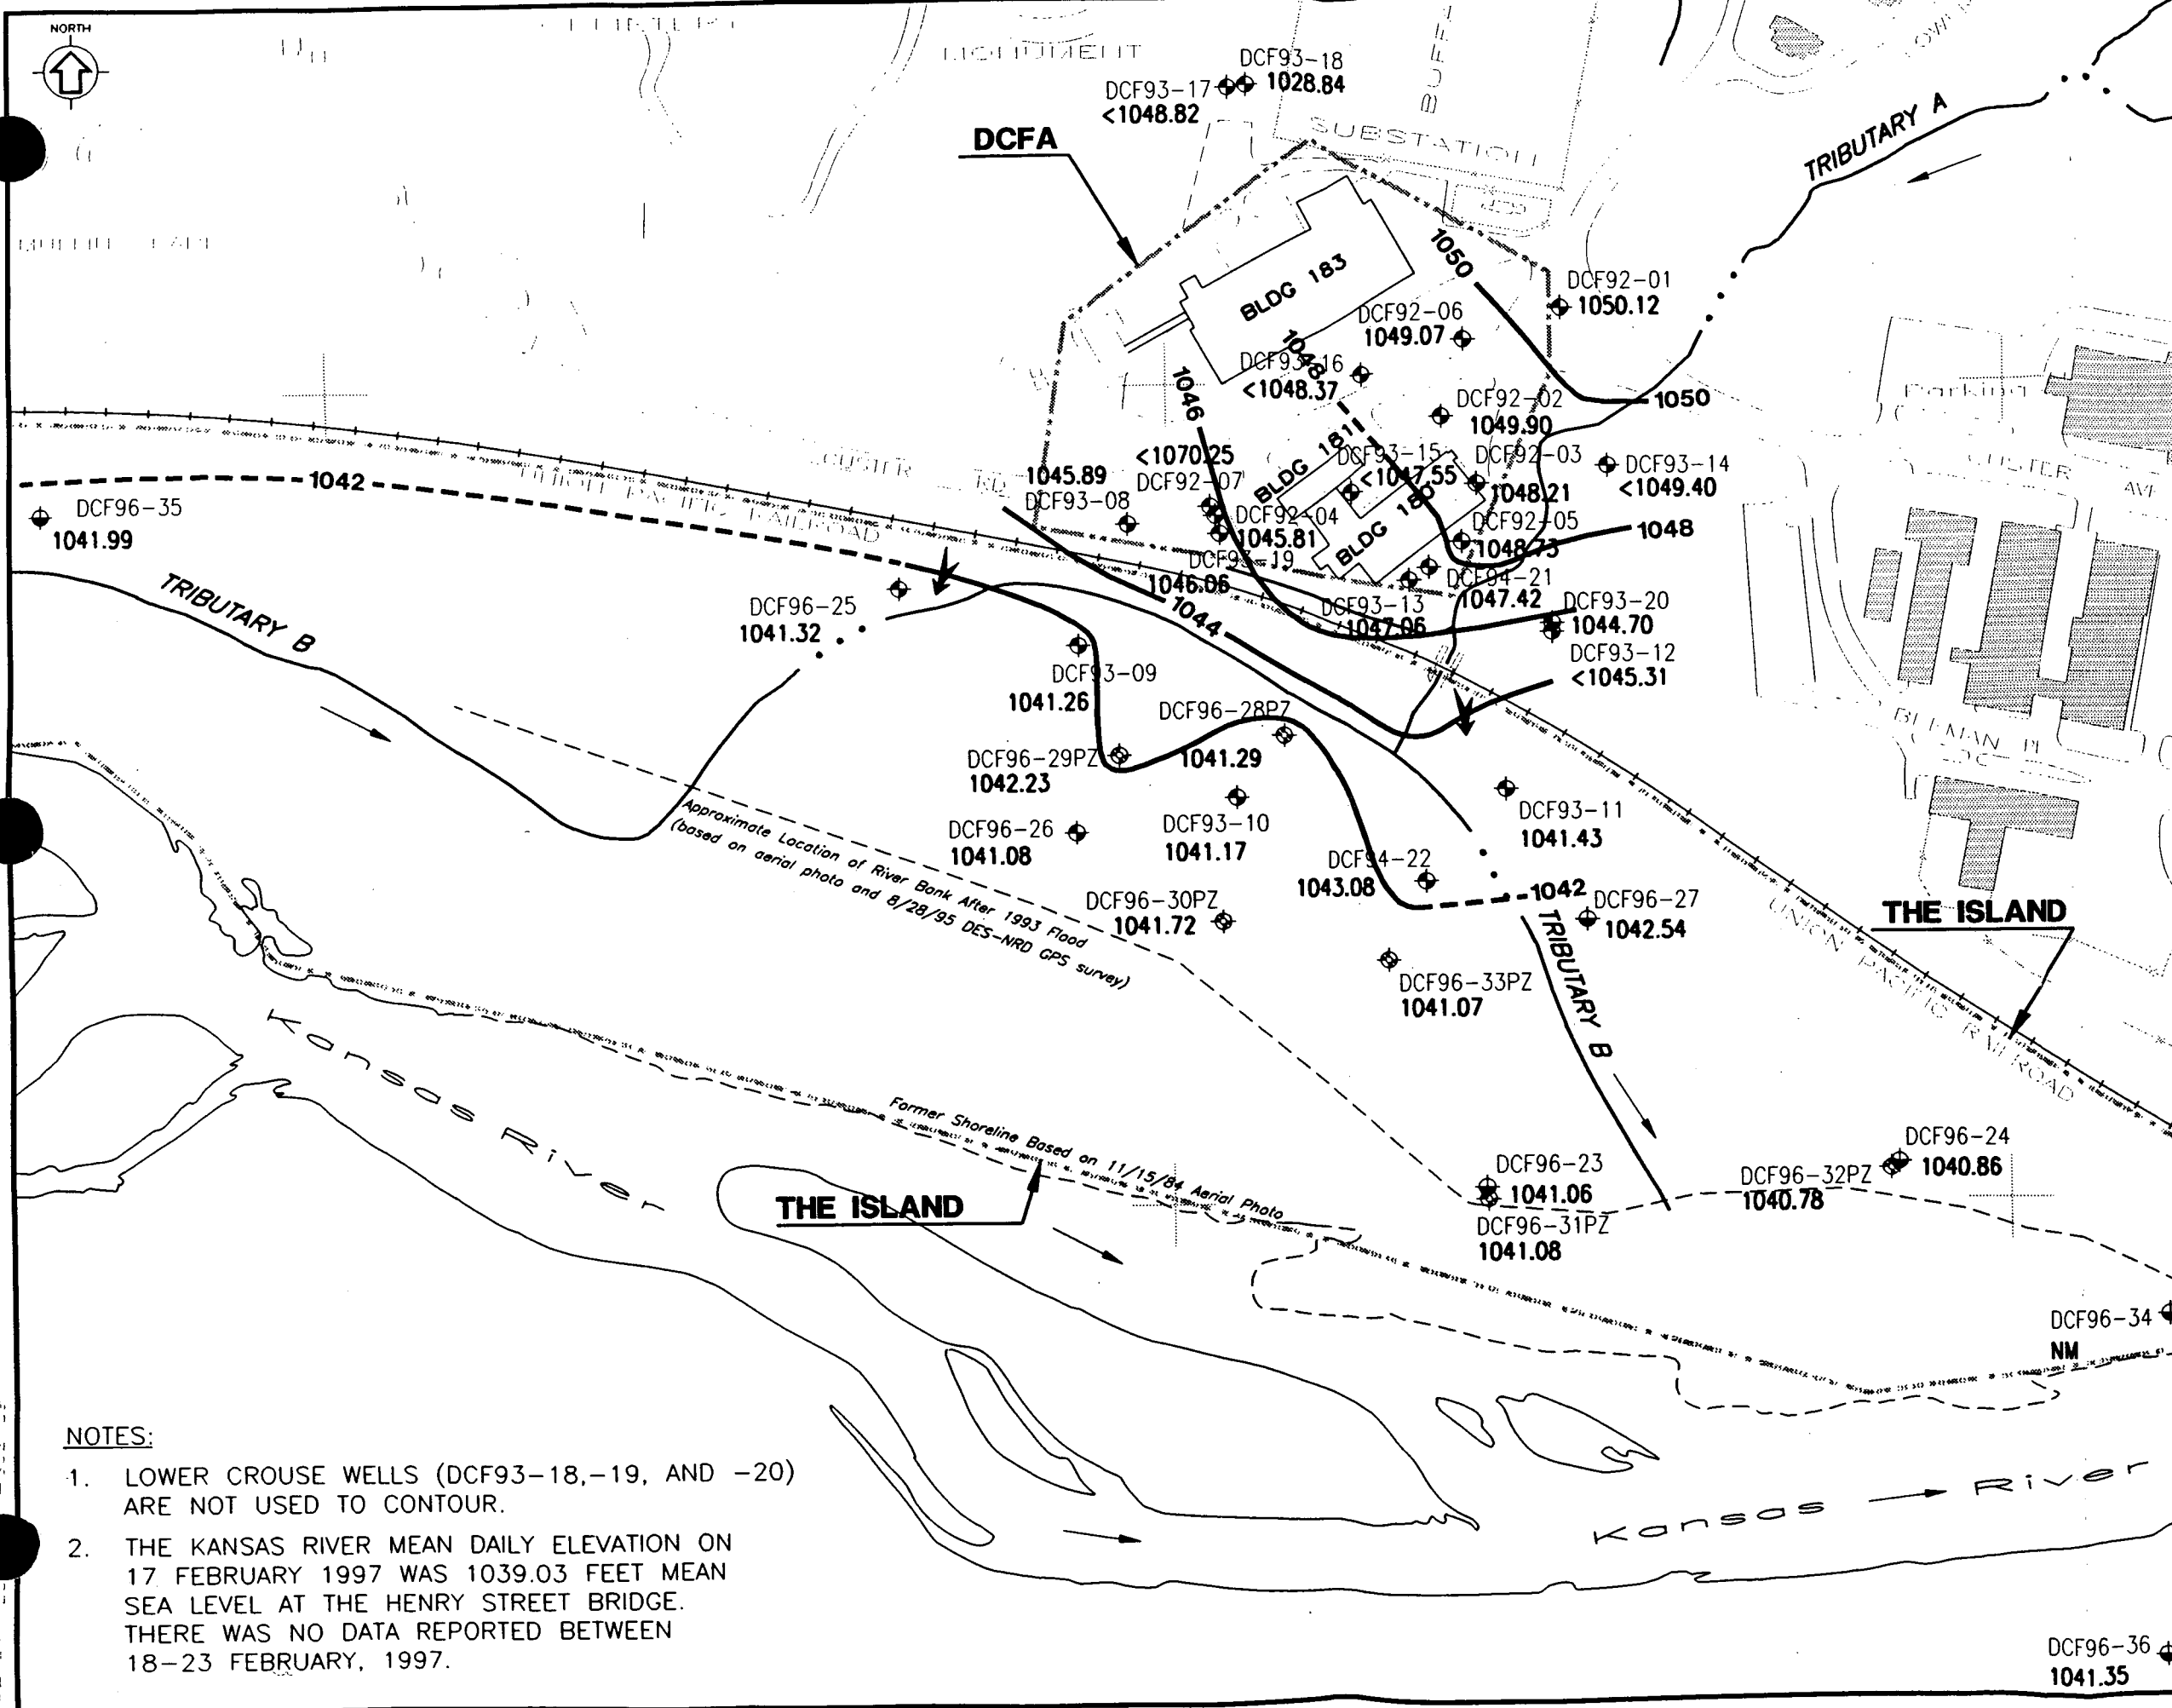 NORTH
MONUMENT
DCF93-18
1028.84
DCF93-17
<1048.82
DCFA
SUBSTATION
TRIBUTARY A
1050
BLDG 183
DCF92-01
1050.12
DCF92-06
1049.07
1048
DCF93-16
<1048.37
1046
DCF92-02
1049.90
1050
Parking
BLDG 181
DCF93-15
<1047.55
DCF92-03
1048.21
DCF93-14
<1049.40
CUSTER
AVE
<1070.25
DCF92-07
1045.89
DCF93-08
CUSTER RD
1042
UNION PACIFIC RAILROAD
DCF96-35
1041.99
DCF92-04
1045.81
BLDG 180
DCF92-05
1048.73
1048
DCF93-19
1046.06
DCF94-21
1047.42
DCF93-13
1047.06
DCF93-20
1044.70
DCF93-12
<1045.31
1044
TRIBUTARY B
DCF96-25
1041.32
DCF93-09
1041.26
DCF96-28PZ
1041.29
DCF96-29PZ
1042.23
DCF93-11
1041.43
DCF96-26
1041.08
DCF93-10
1041.17
DCF94-22
1043.08
1042
DCF96-27
1042.54
Approximate Location of River Bank After 1993 Flood
(based on aerial photo and 8/28/95 DES-NRD GPS survey)
DCF96-30PZ
1041.72
DCF96-33PZ
1041.07
TRIBUTARY B
THE ISLAND
UNION PACIFIC RAILROAD
Kansas River
Former Shoreline Based on 11/15/84 Aerial Photo
THE ISLAND
DCF96-23
1041.06
DCF96-31PZ
1041.08
DCF96-24
1040.86
DCF96-32PZ
1040.78
DCF96-34
NM
Kansas River
DCF96-36
1041.35
NOTES:
1. LOWER CROUSE WELLS (DCF93-18,-19, AND -20)
ARE NOT USED TO CONTOUR.
2. THE KANSAS RIVER MEAN DAILY ELEVATION ON
17 FEBRUARY 1997 WAS 1039.03 FEET MEAN
SEA LEVEL AT THE HENRY STREET BRIDGE.
THERE WAS NO DATA REPORTED BETWEEN
18-23 FEBRUARY, 1997.